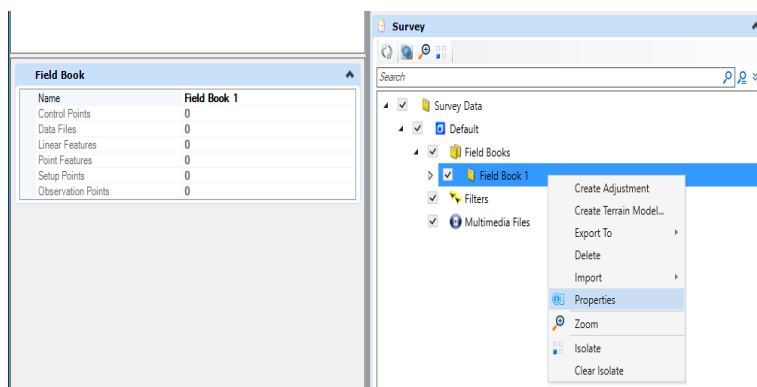 Field Book
Name Field Book 1
Control Points 0
Data Files 0
Linear Features 0
Point Features 0
Setup Points 0
Observation Points 0
Survey
Search
Survey Data
Default
Field Books
Field Book 1
Filters
Multimedia Files
Create Adjustment
Create Terrain Model...
Export To
Delete
Import
Properties
Zoom
Isolate
Clear Isolate